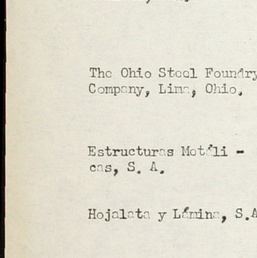 The Ohio Steel Foundry
Company, Lima, Ohio.
Estructuras Metáli -
cas, S. A.
Hojalata y Lámina, S.A